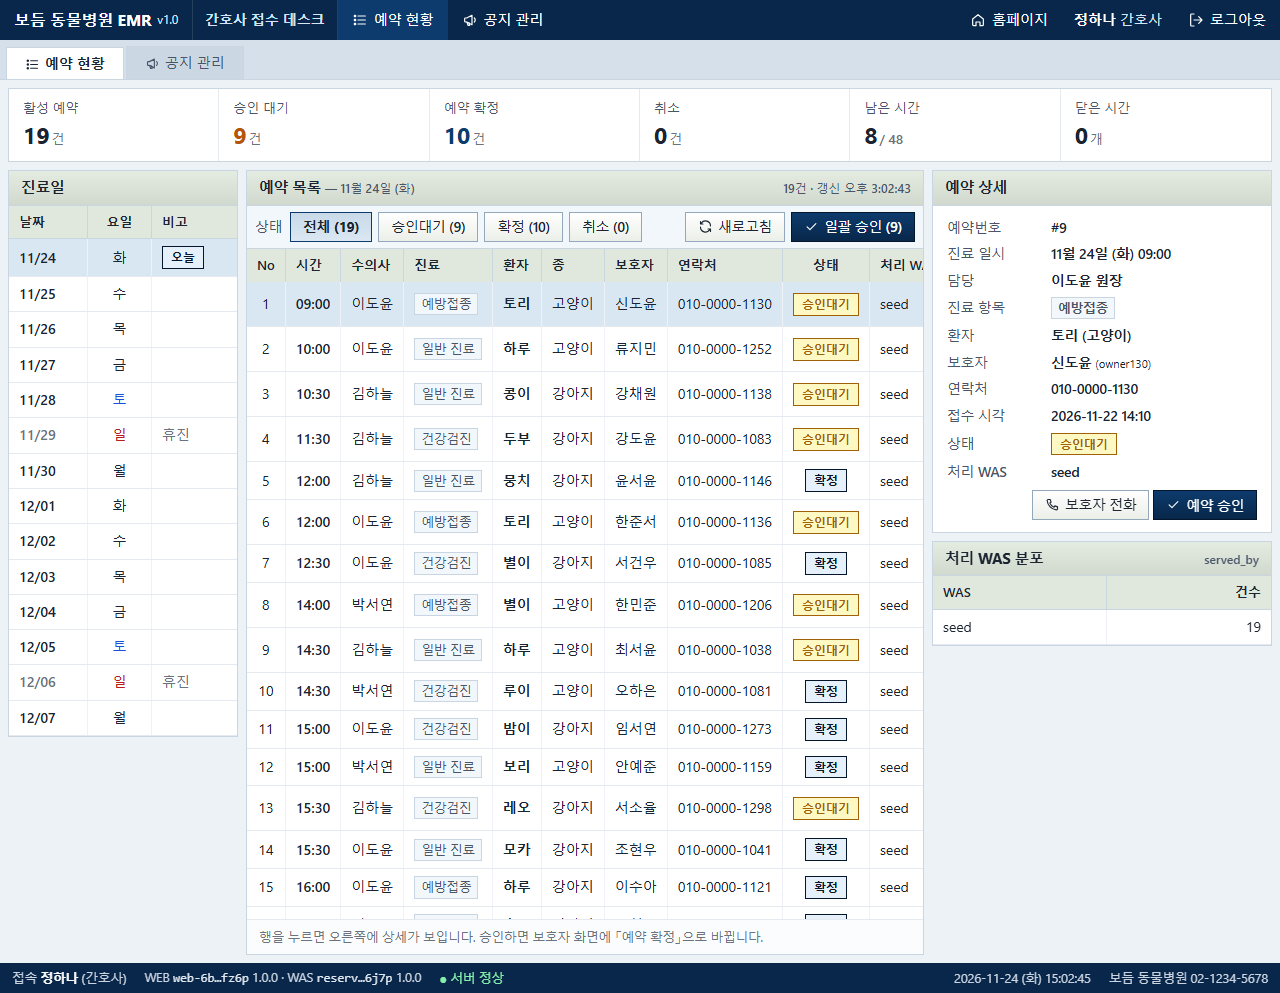 보듬 동물병원 EMR v1.0 간호사 접수 데스크 예약 현황 공지 관리 홈페이지 정하나 간호사 로그아웃
예약 현황 공지 관리
활성 예약 승인 대기 예약 확정 취소 남은 시간 닫은 시간
19 건 9 건 10 건 0 건 8 / 48 0 개
진료일
날짜 요일 비고
11/24 화 오늘
11/25 수
11/26 목
11/27 금
11/28 토
11/29 일 휴진
11/30 월
12/01 화
12/02 수
12/03 목
12/04 금
12/05 토
12/06 일 휴진
12/07 월
예약 목록 — 11월 24일 (화) 19건 · 갱신 오후 3:02:43
상태 전체 (19) 승인대기 (9) 확정 (10) 취소 (0) 새로고침 일괄 승인 (9)
No 시간 수의사 진료 환자 종 보호자 연락처 상태 처리 WA
1 09:00 이도윤 예방접종 토리 고양이 신도윤 010-0000-1130 승인대기 seed
2 10:00 이도윤 일반 진료 하루 고양이 류지민 010-0000-1252 승인대기 seed
3 10:30 김하늘 일반 진료 콩이 강아지 강채원 010-0000-1138 승인대기 seed
4 11:30 김하늘 건강검진 두부 강아지 강도윤 010-0000-1083 승인대기 seed
5 12:00 김하늘 일반 진료 뭉치 강아지 윤서윤 010-0000-1146 확정 seed
6 12:00 이도윤 예방접종 토리 고양이 한준서 010-0000-1136 승인대기 seed
7 12:30 이도윤 건강검진 별이 강아지 서건우 010-0000-1085 확정 seed
8 14:00 박서연 예방접종 별이 고양이 한민준 010-0000-1206 승인대기 seed
9 14:30 김하늘 일반 진료 하루 고양이 최서윤 010-0000-1038 승인대기 seed
10 14:30 박서연 건강검진 루이 고양이 오하은 010-0000-1081 확정 seed
11 15:00 이도윤 건강검진 밤이 강아지 임서연 010-0000-1273 확정 seed
12 15:00 박서연 일반 진료 보리 고양이 안예준 010-0000-1159 확정 seed
13 15:30 김하늘 건강검진 레오 강아지 서소율 010-0000-1298 승인대기 seed
14 15:30 이도윤 일반 진료 모카 강아지 조현우 010-0000-1041 확정 seed
15 16:00 이도윤 예방접종 하루 강아지 이수아 010-0000-1121 확정 seed
행을 누르면 오른쪽에 상세가 보입니다. 승인하면 보호자 화면에 「예약 확정」으로 바뀝니다.
예약 상세
예약번호 #9
진료 일시 11월 24일 (화) 09:00
담당 이도윤 원장
진료 항목 예방접종
환자 토리 (고양이)
보호자 신도윤 (owner130)
연락처 010-0000-1130
접수 시각 2026-11-22 14:10
상태 승인대기
처리 WAS seed
보호자 전화 예약 승인
처리 WAS 분포 served_by
WAS 건수
seed 19
접속 정하나 (간호사) WEB web-6b…fz6p 1.0.0 · WAS reserv…6j7p 1.0.0 ● 서버 정상 2026-11-24 (화) 15:02:45 보듬 동물병원 02-1234-5678